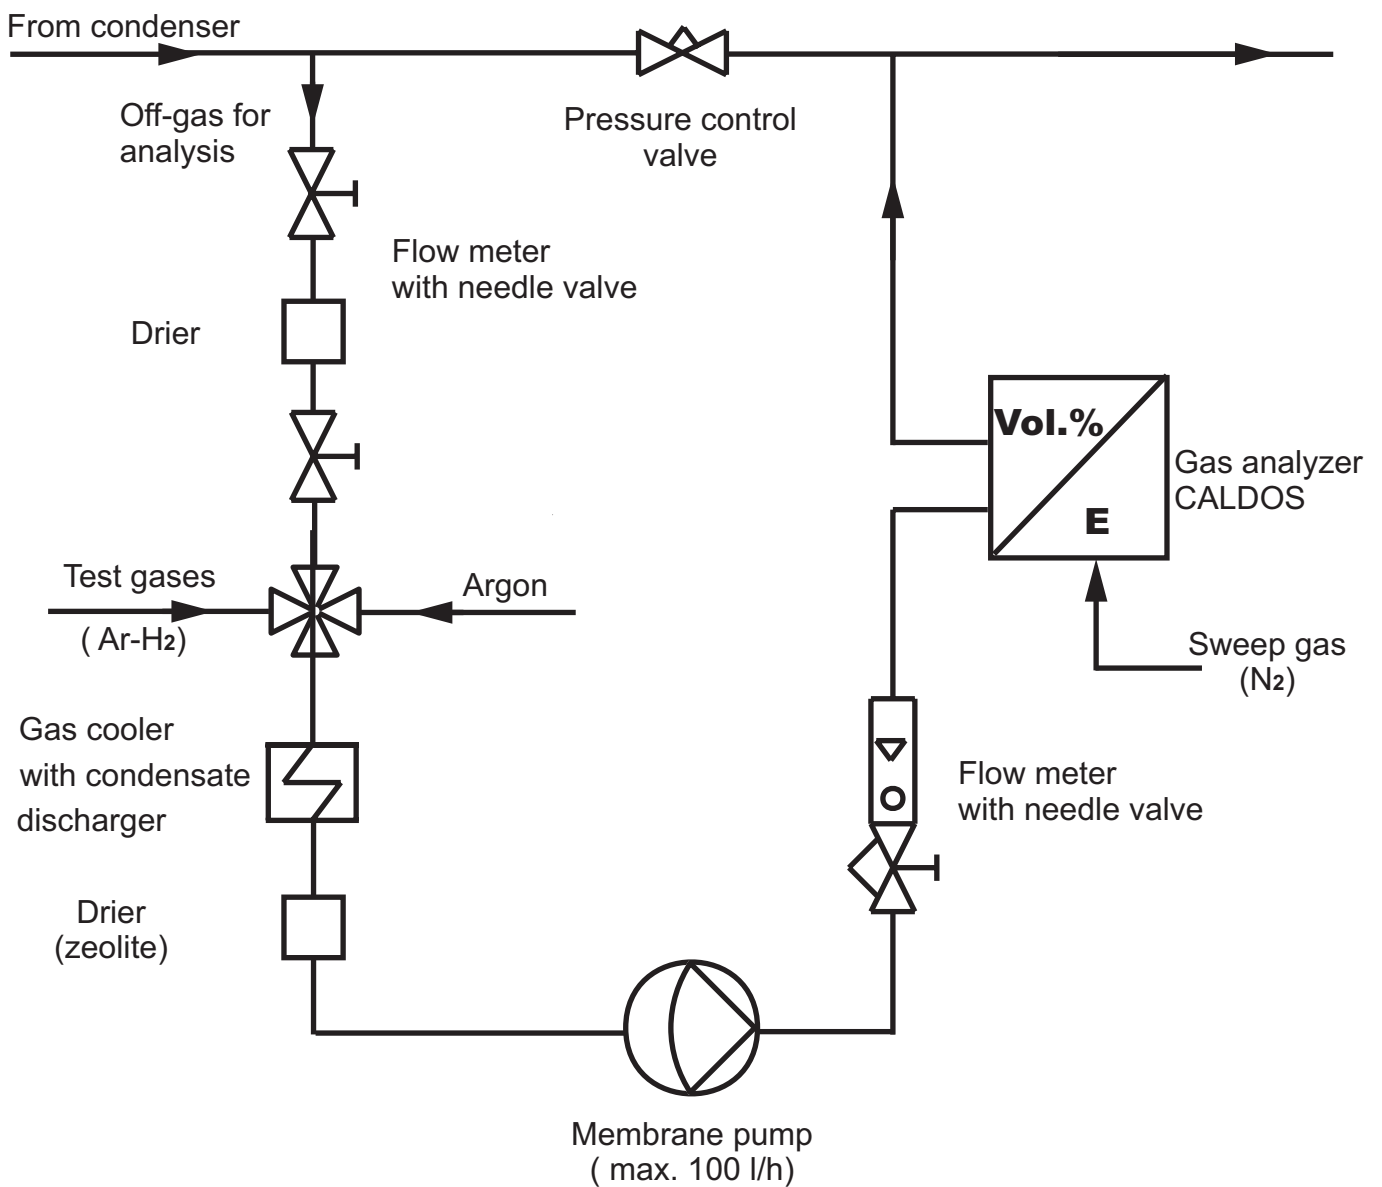 From condenser
Off-gas for
analysis
Pressure control
valve
Flow meter
with needle valve
Drier
Vol.%
E
Gas analyzer
CALDOS
Test gases
( Ar-H2)
Argon
Sweep gas
(N2)
Gas cooler
with condensate
discharger
Flow meter
with needle valve
Drier
(zeolite)
Membrane pump
( max. 100 l/h)